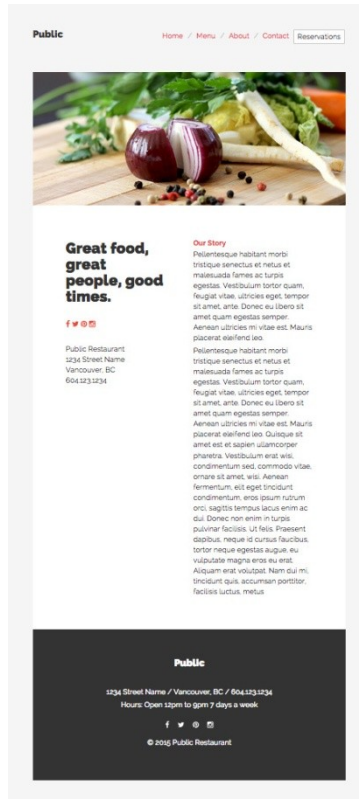 Public
Home / Menu / About / Contact Reservations
Great food,
great
people, good
times.
Public Restaurant
1234 Street Name
Vancouver, BC
604.123.1234
Our Story
Pellentesque habitant morbi
tristique senectus et netus et
malesuada fames ac turpis
egestas. Vestibulum tortor quam,
feugiat vitae, ultricies eget, tempor
sit amet, ante. Donec eu libero sit
amet quam egestas semper.
Aenean ultricies mi vitae est. Mauris
placerat eleifend leo.
Pellentesque habitant morbi
tristique senectus et netus et
malesuada fames ac turpis
egestas. Vestibulum tortor quam,
feugiat vitae, ultricies eget, tempor
sit amet, ante. Donec eu libero sit
amet quam egestas semper.
Aenean ultricies mi vitae est. Mauris
placerat eleifend leo. Quisque sit
amet est et sapien ullamcorper
pharetra. Vestibulum erat wisi,
condimentum sed, commodo vitae,
ornare sit amet, wisi. Aenean
fermentum, elit eget tincidunt
condimentum, eros ipsum rutrum
orci, sagittis tempus lacus enim ac
dui. Donec non enim in turpis
pulvinar facilisis. Ut felis. Praesent
dapibus, neque id cursus faucibus,
tortor neque egestas augue, eu
vulputate magna eros eu erat.
Aliquam erat volutpat. Nam dui mi,
tincidunt quis, accumsan porttitor,
facilisis luctus, metus
Public
1234 Street Name / Vancouver, BC / 604.123.1234
Hours: Open 12pm to 9pm 7 days a week
© 2015 Public Restaurant